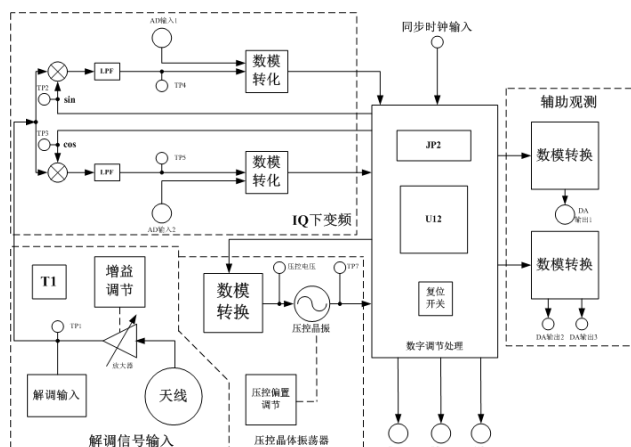 AD输入1
同步时钟输入
数模
转化
LPF
TP2
TP4
sin
辅助观测
TP3
cos
JP2
数模转换
TP5
LPF
数模
转化
DA
输出1
AD输入2
IQ下变频
U12
数模转换
T1
增益
调节
数模
转换
压控电压
TP7
复位
开关
压控晶振
DA输出2
DA输出3
TP1
放大器
数字调节处理
解调输入
天线
压控偏置
调节
解调信号输入
压控晶体振荡器